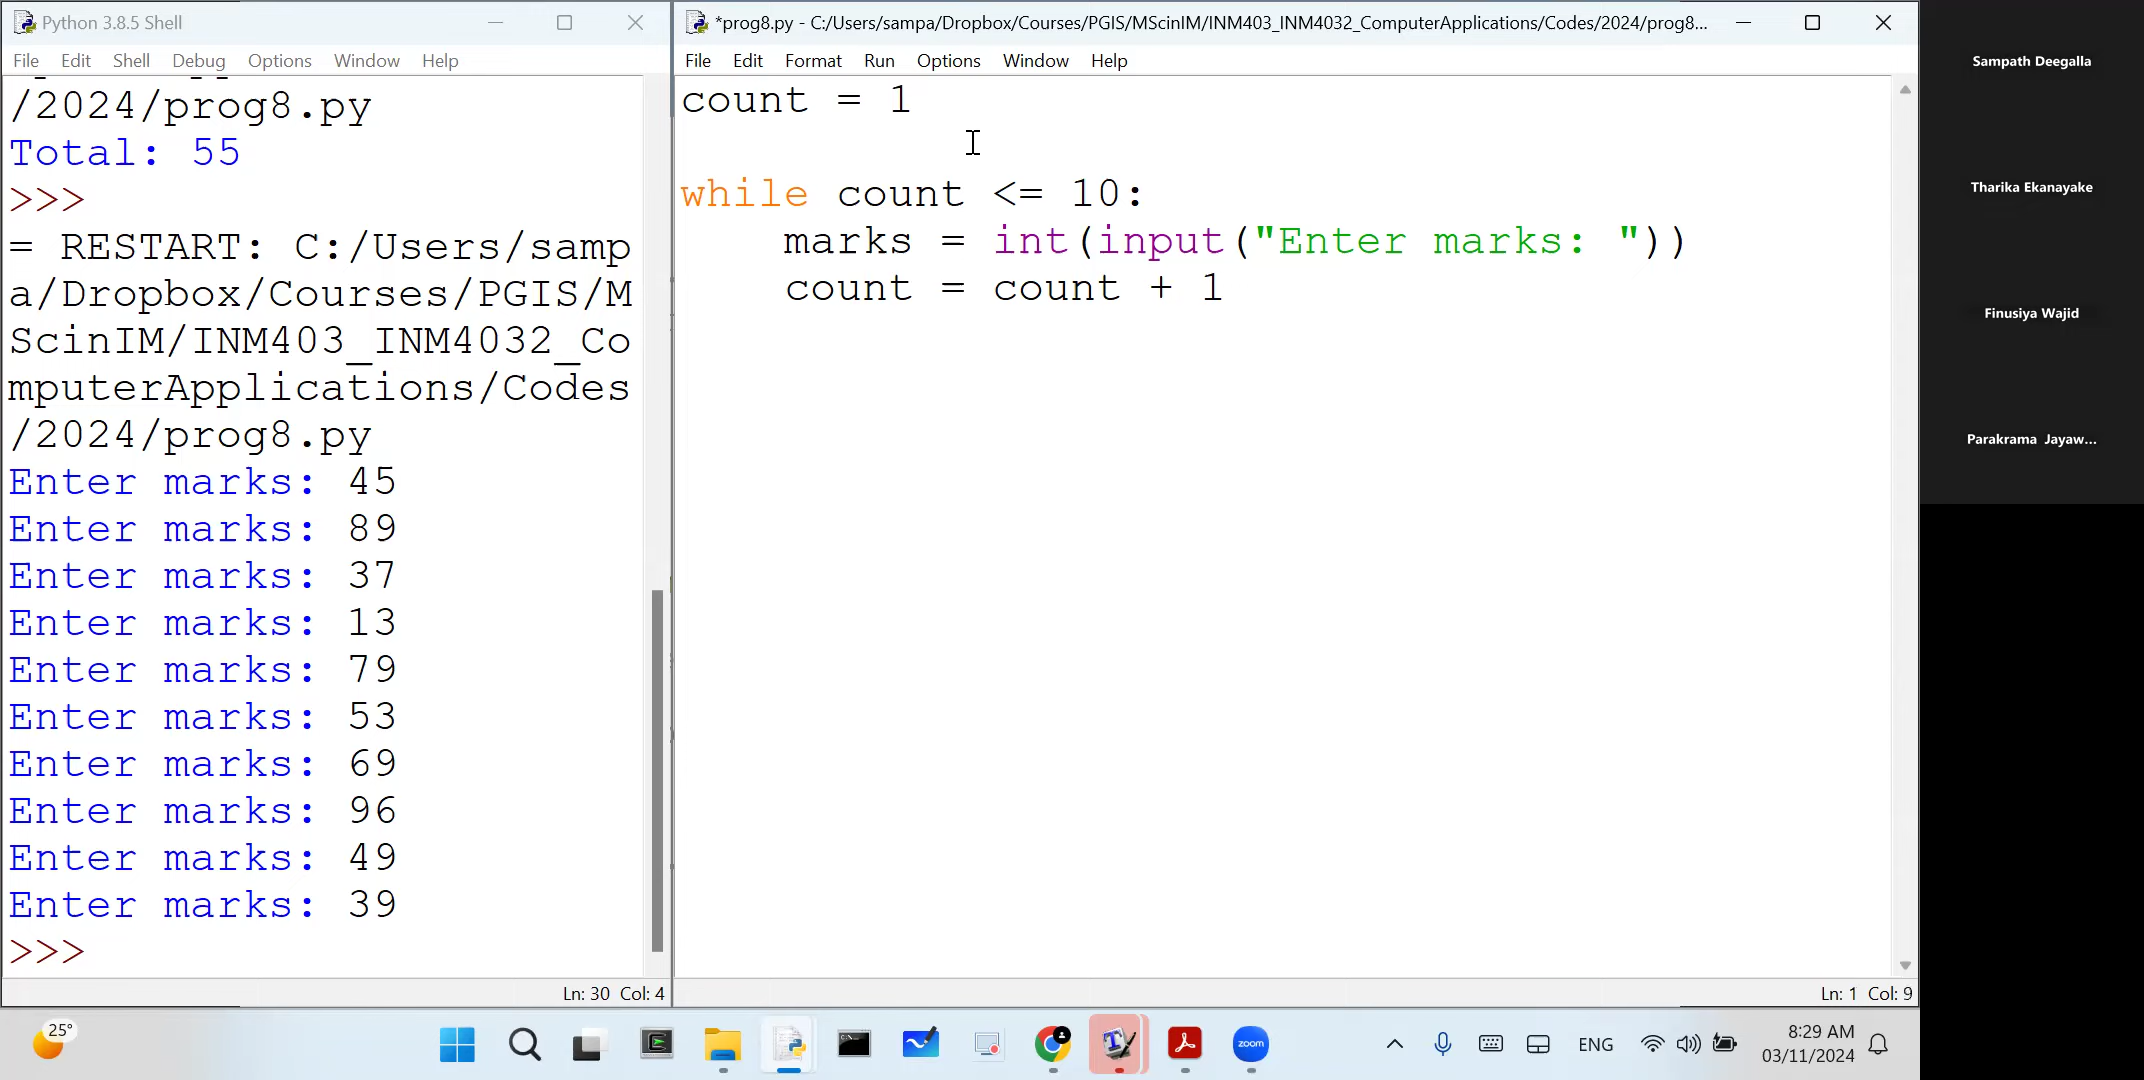 Python 3.8.5 Shell
File Edit Shell Debug Options Window Help
/2024/prog8.py
Total: 55
>>>
= RESTART: C:/Users/samp
a/Dropbox/Courses/PGIS/M
ScinIM/INM403_INM4032_Co
mputerApplications/Codes
/2024/prog8.py
Enter marks: 45
Enter marks: 89
Enter marks: 37
Enter marks: 13
Enter marks: 79
Enter marks: 53
Enter marks: 69
Enter marks: 96
Enter marks: 49
Enter marks: 39
>>>
Ln: 30 Col: 4
*prog8.py - C:/Users/sampa/Dropbox/Courses/PGIS/MScinIM/INM403_INM4032_ComputerApplications/Codes/2024/prog8...
File Edit Format Run Options Window Help
count = 1
while count <= 10:
    marks = int(input("Enter marks: "))
    count = count + 1
Ln: 1 Col: 9
Sampath Deegalla
Tharika Ekanayake
Finusiya Wajid
Parakrama Jayaw...
25°
zoom
ENG
8:29 AM
03/11/2024